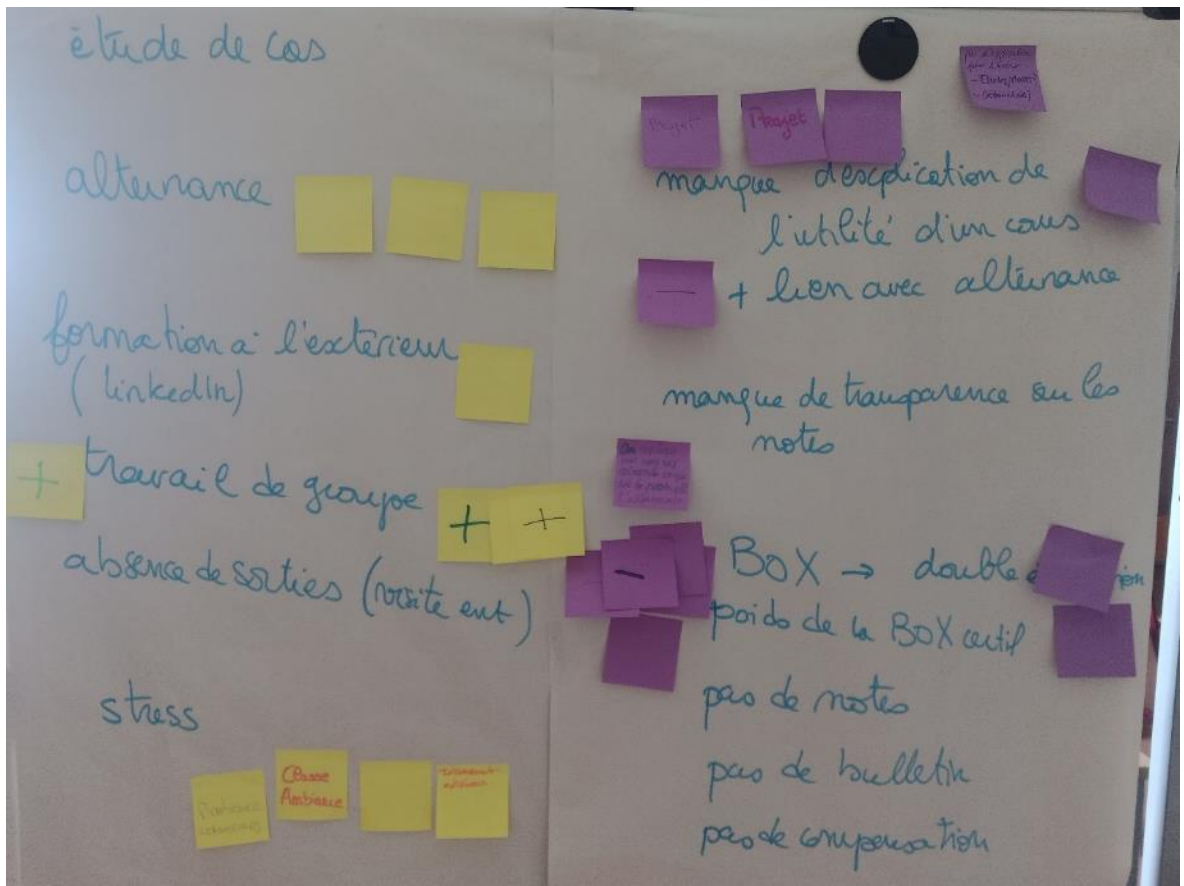 étude de cas
alternance
formation à l'extérieur
(linkedIn)
+ travail de groupe + +
absence de sorties (visite ent)
stress
Classe
Ambiance
Projet
manque d'explication de
l'utilité d'un cours
- + lien avec alternance
manque de transparence sur les
notes
- BOX → double
poids de la BOX certif
pas de notes
pas de bulletin
pas de compensation